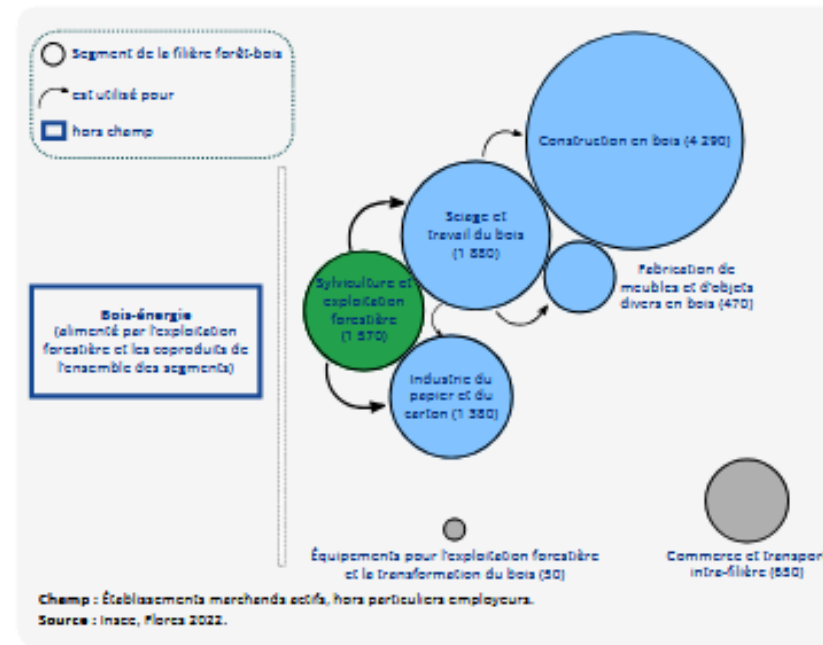 Segment de la filière forêt-bois
est utilisé pour
hors champ
Construction en bois (4 290)
Sciage et
travail du bois
(1 880)
Fabrication de
meubles et d'objets
divers en bois (470)
Sylviculture et
exploitation
forestière
(1 570)
Bois-énergie
(alimenté par l'exploitation
forestière et les coproduits de
l'ensemble des segments)
Industrie du
papier et du
carton (1 380)
Équipements pour l'exploitation forestière
et la transformation du bois (50)
Commerce et transpor
intra-filière (650)
Champ : Établissements marchands actifs, hors particuliers employeurs.
Source : Insee, Flores 2022.